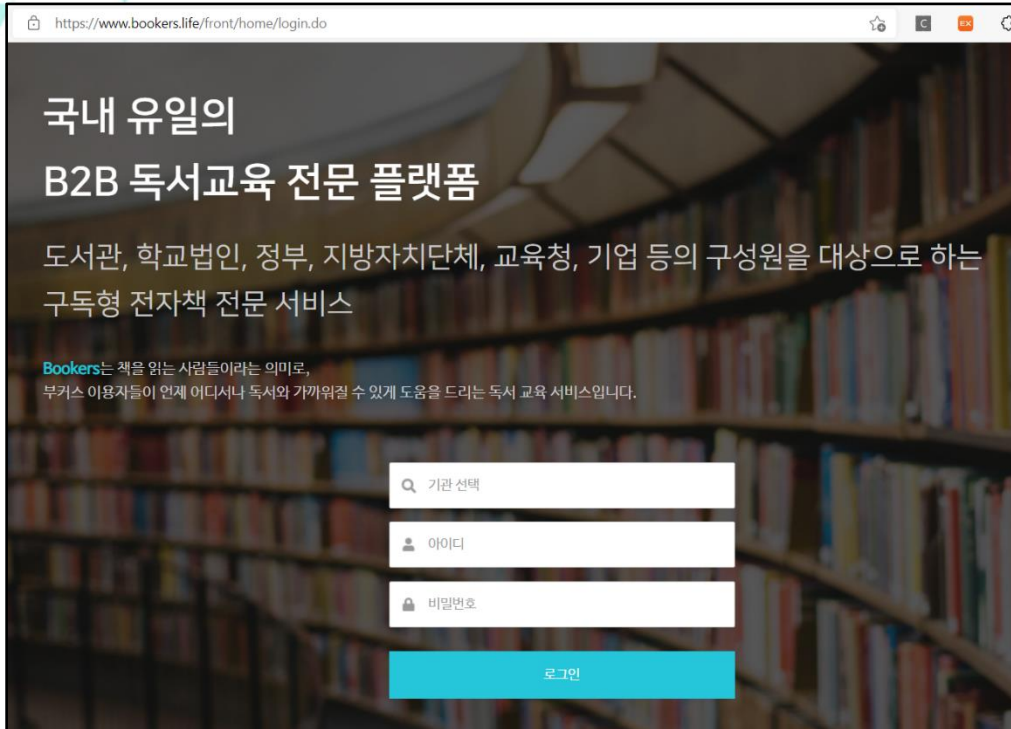 https://www.bookers.life/front/home/login.do
C
EX
국내 유일의
B2B 독서교육 전문 플랫폼
도서관, 학교법인, 정부, 지방자치단체, 교육청, 기업 등의 구성원을 대상으로 하는
구독형 전자책 전문 서비스
Bookers는 책을 읽는 사람들이라는 의미로,
부커스 이용자들이 언제 어디서나 독서와 가까워질 수 있게 도움을 드리는 독서 교육 서비스입니다.
기관 선택
아이디
비밀번호
로그인